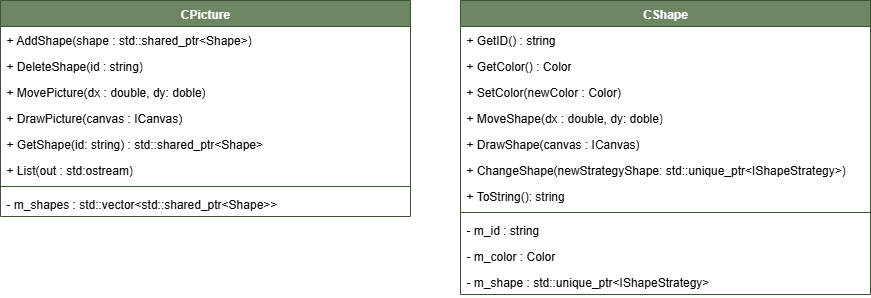 CPicture
+ AddShape(shape : std::shared_ptr<Shape>)
+ DeleteShape(id : string)
+ MovePicture(dx : double, dy: doble)
+ DrawPicture(canvas : ICanvas)
+ GetShape(id: string) : std::shared_ptr<Shape>
+ List(out : std:ostream)
- m_shapes : std::vector<std::shared_ptr<Shape>>
CShape
+ GetID() : string
+ GetColor() : Color
+ SetColor(newColor : Color)
+ MoveShape(dx : double, dy: doble)
+ DrawShape(canvas : ICanvas)
+ ChangeShape(newStrategyShape: std::unique_ptr<IShapeStrategy>)
+ ToString(): string
- m_id : string
- m_color : Color
- m_shape : std::unique_ptr<IShapeStrategy>